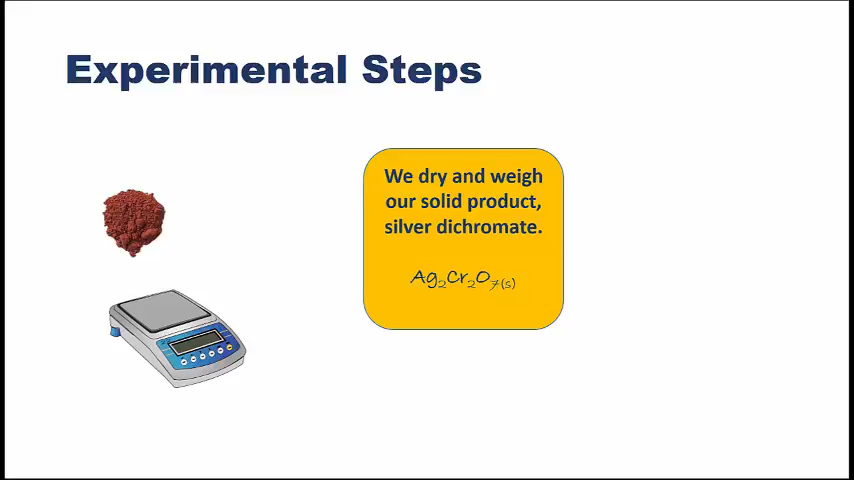 Experimental Steps
We dry and weigh
our solid product,
silver dichromate.
Ag₂Cr₂O₇(s)